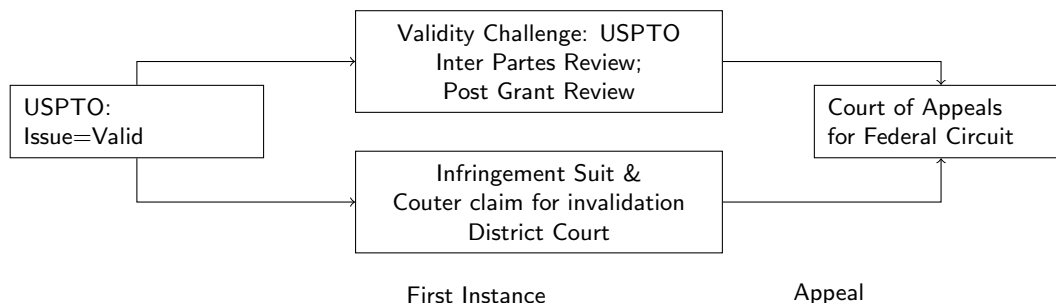 USPTO:
Issue=Valid
Validity Challenge: USPTO
Inter Partes Review;
Post Grant Review
Infringement Suit &
Couter claim for invalidation
District Court
Court of Appeals
for Federal Circuit
First Instance
Appeal